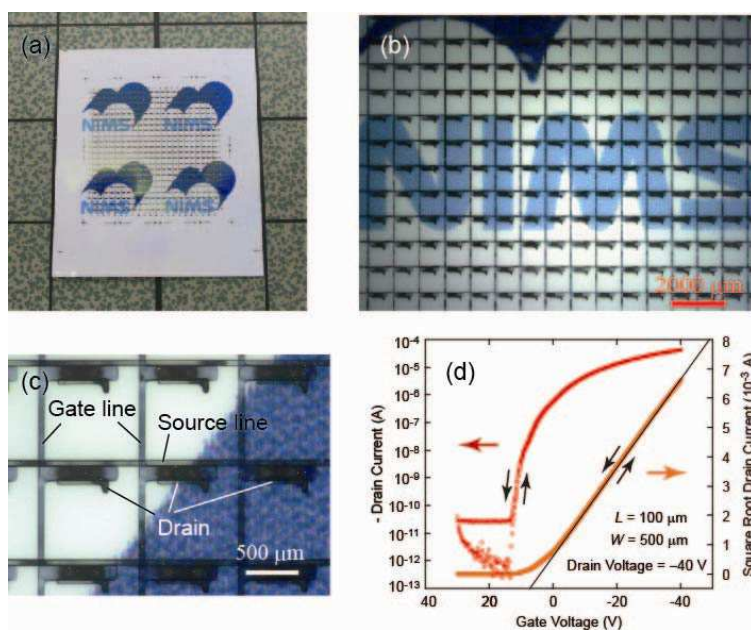 (a)
NIMS NIMS
NIMS NIMS
(b)
NIMS
2000 μm
(c)
Gate line
Source line
Drain
500 μm
(d)
- Drain Current (A)
10-4
10-5
10-6
10-7
10-8
10-9
10-10
10-11
10-12
10-13
L = 100 μm
W = 500 μm
Drain Voltage = –40 V
40 20 0 -20 -40
Gate Voltage (V)
8
7
6
5
4
3
2
1
0
Square Root Drain Current (10-3 A)